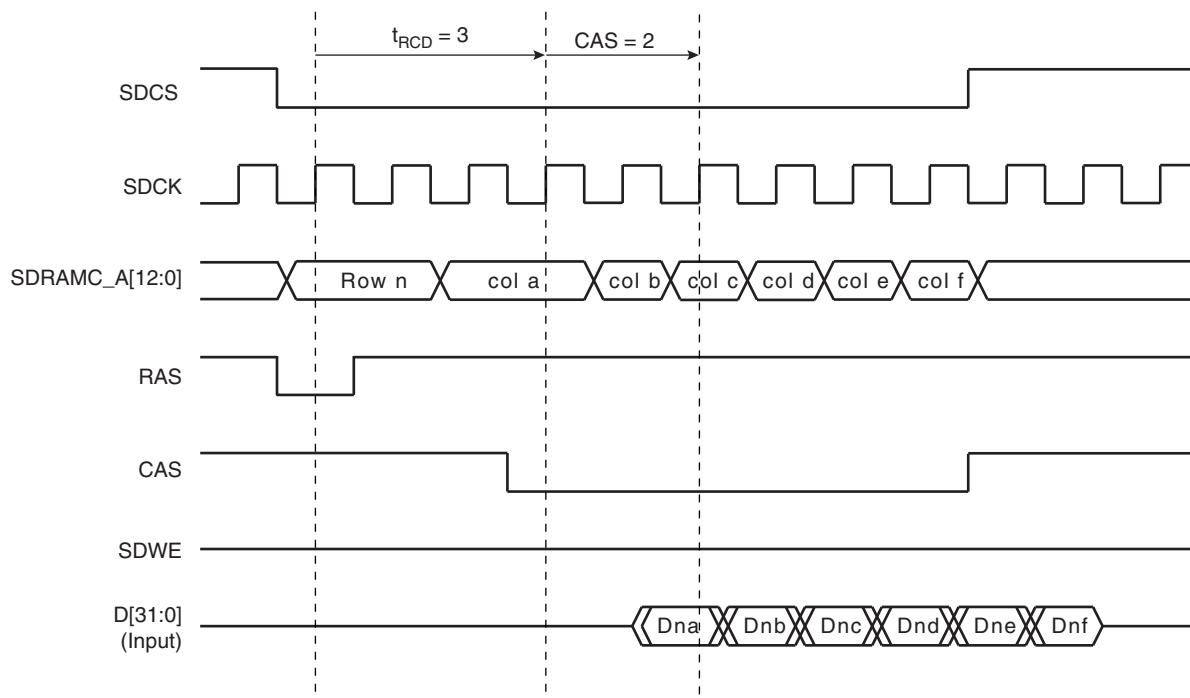 t_RCD = 3
CAS = 2
SDCS
SDCK
SDRAMC_A[12:0]
Row n
col a
col b
col c
col d
col e
col f
RAS
CAS
SDWE
D[31:0]
(Input)
Dna
Dnb
Dnc
Dnd
Dne
Dnf